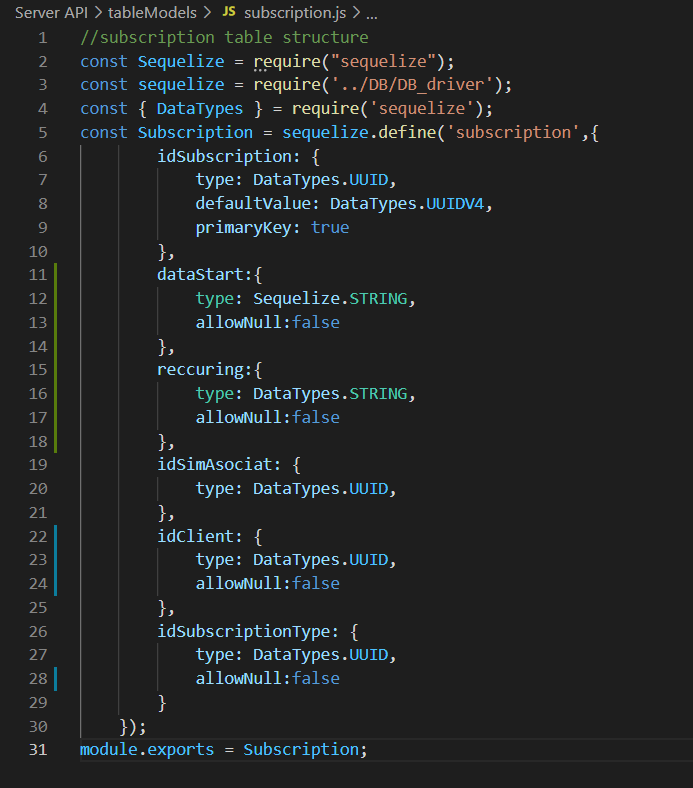 Server API > tableModels > JS subscription.js > ...
1 //subscription table structure
2 const Sequelize = require("sequelize");
3 const sequelize = require('../DB/DB_driver');
4 const { DataTypes } = require('sequelize');
5 const Subscription = sequelize.define('subscription',{
6 idSubscription: {
7 type: DataTypes.UUID,
8 defaultValue: DataTypes.UUIDV4,
9 primaryKey: true
10 },
11 dataStart:{
12 type: Sequelize.STRING,
13 allowNull:false
14 },
15 reccuring:{
16 type: DataTypes.STRING,
17 allowNull:false
18 },
19 idSimAsociat: {
20 type: DataTypes.UUID,
21 },
22 idClient: {
23 type: DataTypes.UUID,
24 allowNull:false
25 },
26 idSubscriptionType: {
27 type: DataTypes.UUID,
28 allowNull:false
29 }
30 });
31 module.exports = Subscription;